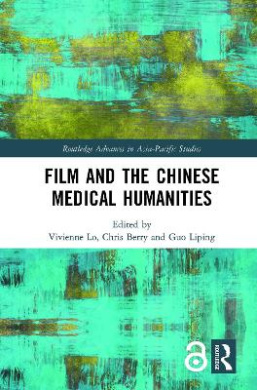 Routledge Advances in Asia-Pacific Studies
FILM AND THE CHINESE
MEDICAL HUMANITIES
Edited by
Vivienne Lo, Chris Berry and Guo Liping
ROUTLEDGE